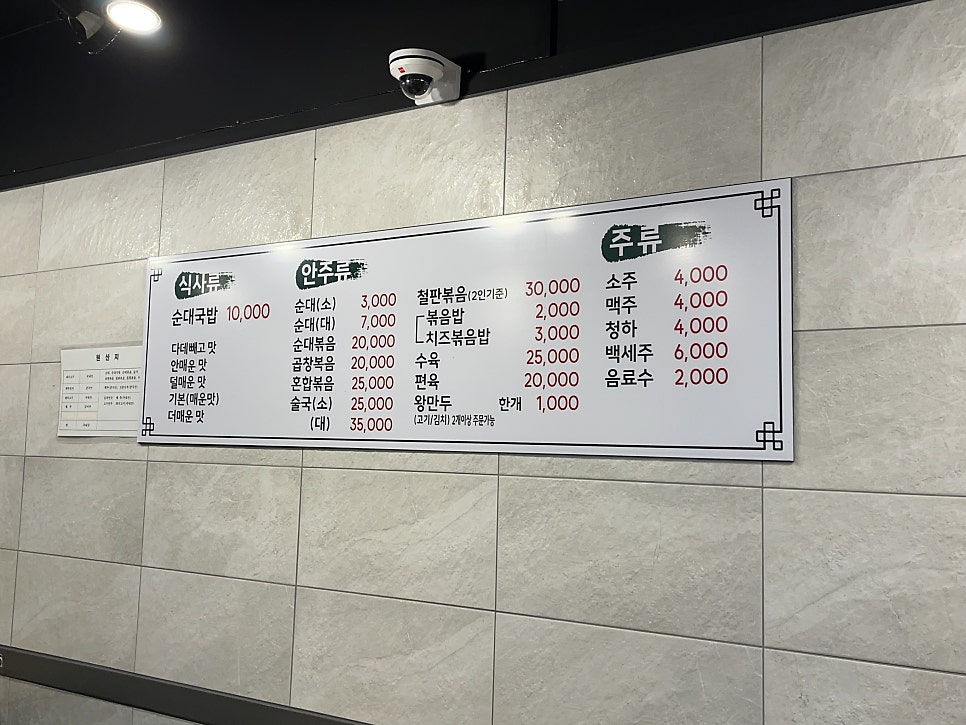 식사류
순대국밥 10,000
다데빼고 맛
안매운 맛
덜매운 맛
기본(매운맛)
더매운 맛
안주류
순대(소) 3,000
순대(대) 7,000
순대볶음 20,000
곱창볶음 20,000
혼합볶음 25,000
술국(소) 25,000
(대) 35,000
철판볶음(2인기준) 30,000
볶음밥 2,000
치즈볶음밥 3,000
수육 25,000
편육 20,000
왕만두 한개 1,000
(고기/김치) 2개이상 주문가능
주류
소주 4,000
맥주 4,000
청하 4,000
백세주 6,000
음료수 2,000
원산지